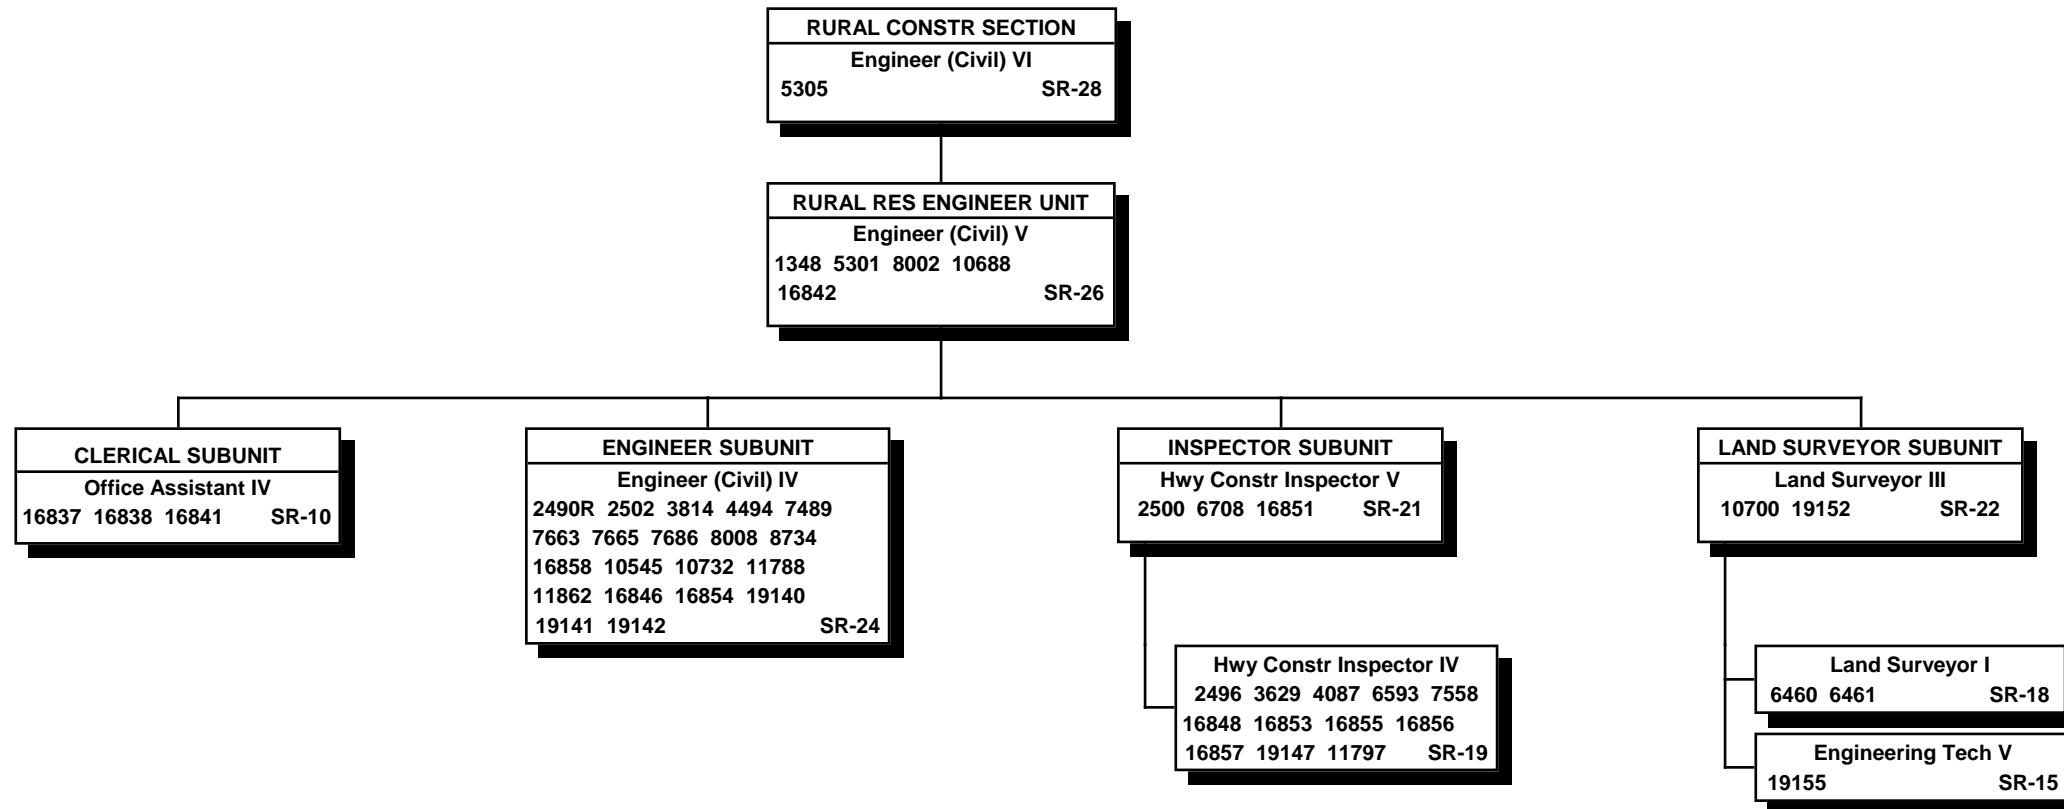 RURAL CONSTR SECTION
Engineer (Civil) VI
5305 SR-28
RURAL RES ENGINEER UNIT
Engineer (Civil) V
1348 5301 8002 10688
16842 SR-26
CLERICAL SUBUNIT
Office Assistant IV
16837 16838 16841 SR-10
ENGINEER SUBUNIT
Engineer (Civil) IV
2490R 2502 3814 4494 7489
7663 7665 7686 8008 8734
16858 10545 10732 11788
11862 16846 16854 19140
19141 19142 SR-24
INSPECTOR SUBUNIT
Hwy Constr Inspector V
2500 6708 16851 SR-21
Hwy Constr Inspector IV
2496 3629 4087 6593 7558
16848 16853 16855 16856
16857 19147 11797 SR-19
LAND SURVEYOR SUBUNIT
Land Surveyor III
10700 19152 SR-22
Land Surveyor I
6460 6461 SR-18
Engineering Tech V
19155 SR-15